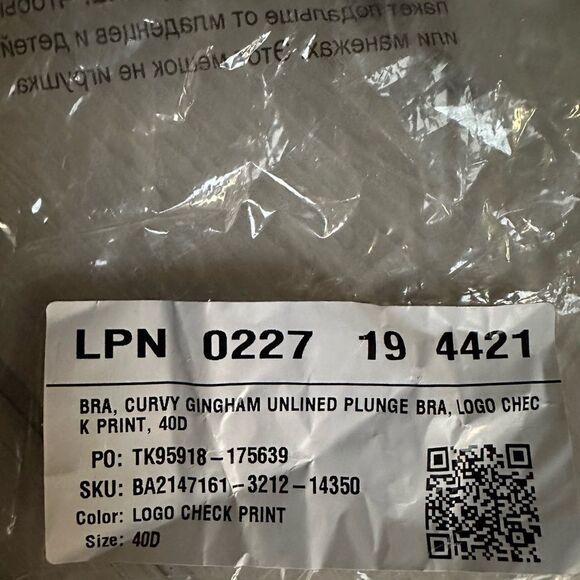 пакет подальше
от младенцев и детей
или манежах. Это
мешок не игрушка
LPN 0227 19 4421
BRA, CURVY GINGHAM UNLINED PLUNGE BRA, LOGO CHEC
K PRINT, 40D
PO: TK95918-175639
SKU: BA2147161-3212-14350
Color: LOGO CHECK PRINT
Size: 40D